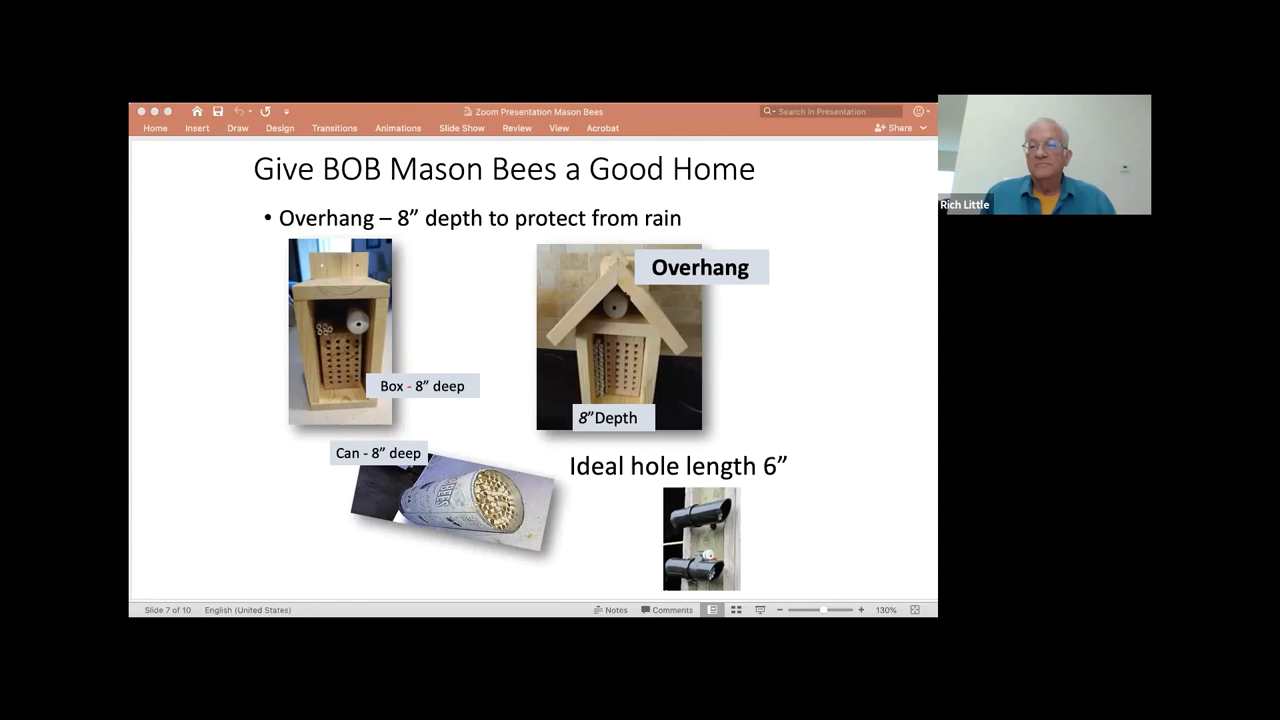 Zoom Presentation Mason Bees
Search in Presentation
Home Insert Draw Design Transitions Animations Slide Show Review View Acrobat
Share
Give BOB Mason Bees a Good Home
• Overhang – 8” depth to protect from rain
Overhang
Box - 8” deep
8”Depth
Can - 8” deep
BEES
Ideal hole length 6”
Slide 7 of 10 English (United States)
Notes Comments 130%
Rich Little